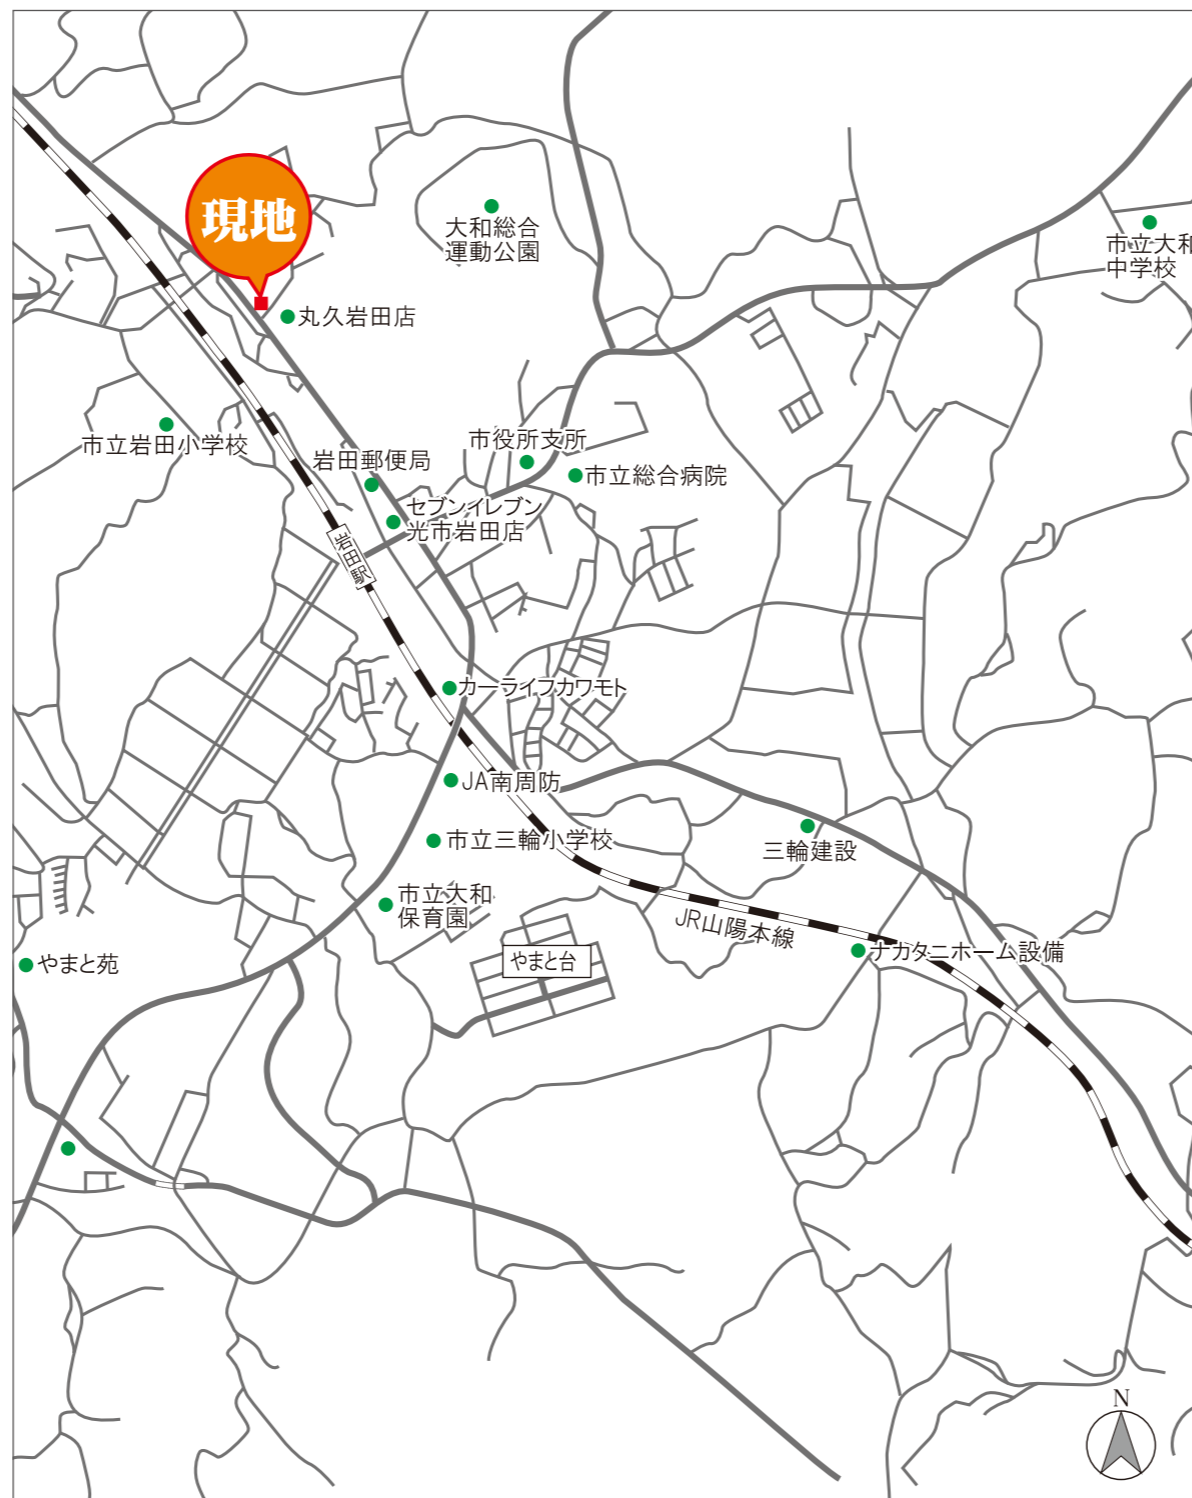 現地
大和総合
運動公園
市立大和
中学校
丸久岩田店
市立岩田小学校
岩田郵便局
市役所支所
市立総合病院
セブンイレブン
光市岩田店
岩田駅
カーライフカワモト
JA南周防
市立三輪小学校
三輪建設
市立大和
保育園
JR山陽本線
ナカタニホーム設備
やまと台
やまと苑
N